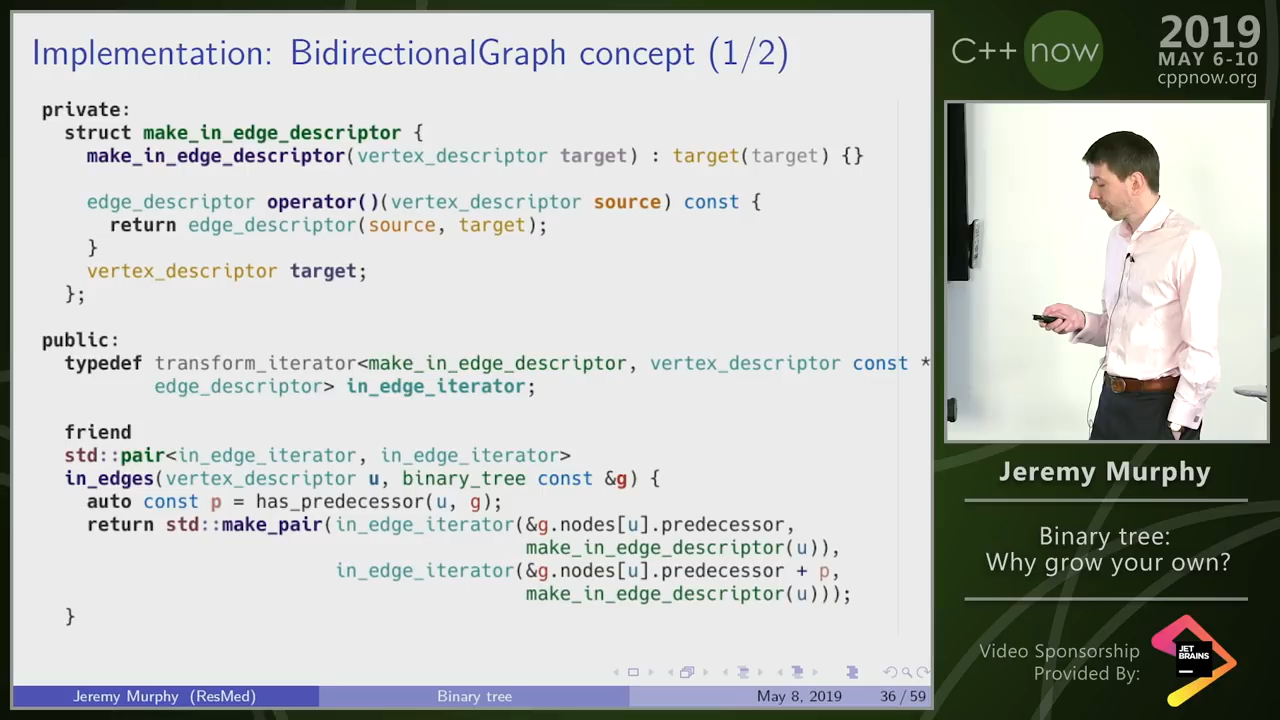 Implementation: BidirectionalGraph concept (1/2)
private:
struct make_in_edge_descriptor {
make_in_edge_descriptor(vertex_descriptor target) : target(target) {}
edge_descriptor operator()(vertex_descriptor source) const {
return edge_descriptor(source, target);
}
vertex_descriptor target;
};
public:
typedef transform_iterator<make_in_edge_descriptor, vertex_descriptor const *
edge_descriptor> in_edge_iterator;
friend
std::pair<in_edge_iterator, in_edge_iterator>
in_edges(vertex_descriptor u, binary_tree const &g) {
auto const p = has_predecessor(u, g);
return std::make_pair(in_edge_iterator(&g.nodes[u].predecessor,
make_in_edge_descriptor(u)),
in_edge_iterator(&g.nodes[u].predecessor + p,
make_in_edge_descriptor(u)));
}
Jeremy Murphy (ResMed)
Binary tree
May 8, 2019
36 / 59
C++ now
2019
MAY 6-10
cppnow.org
Jeremy Murphy
Binary tree:
Why grow your own?
Video Sponsorship
Provided By:
JET
BRAINS